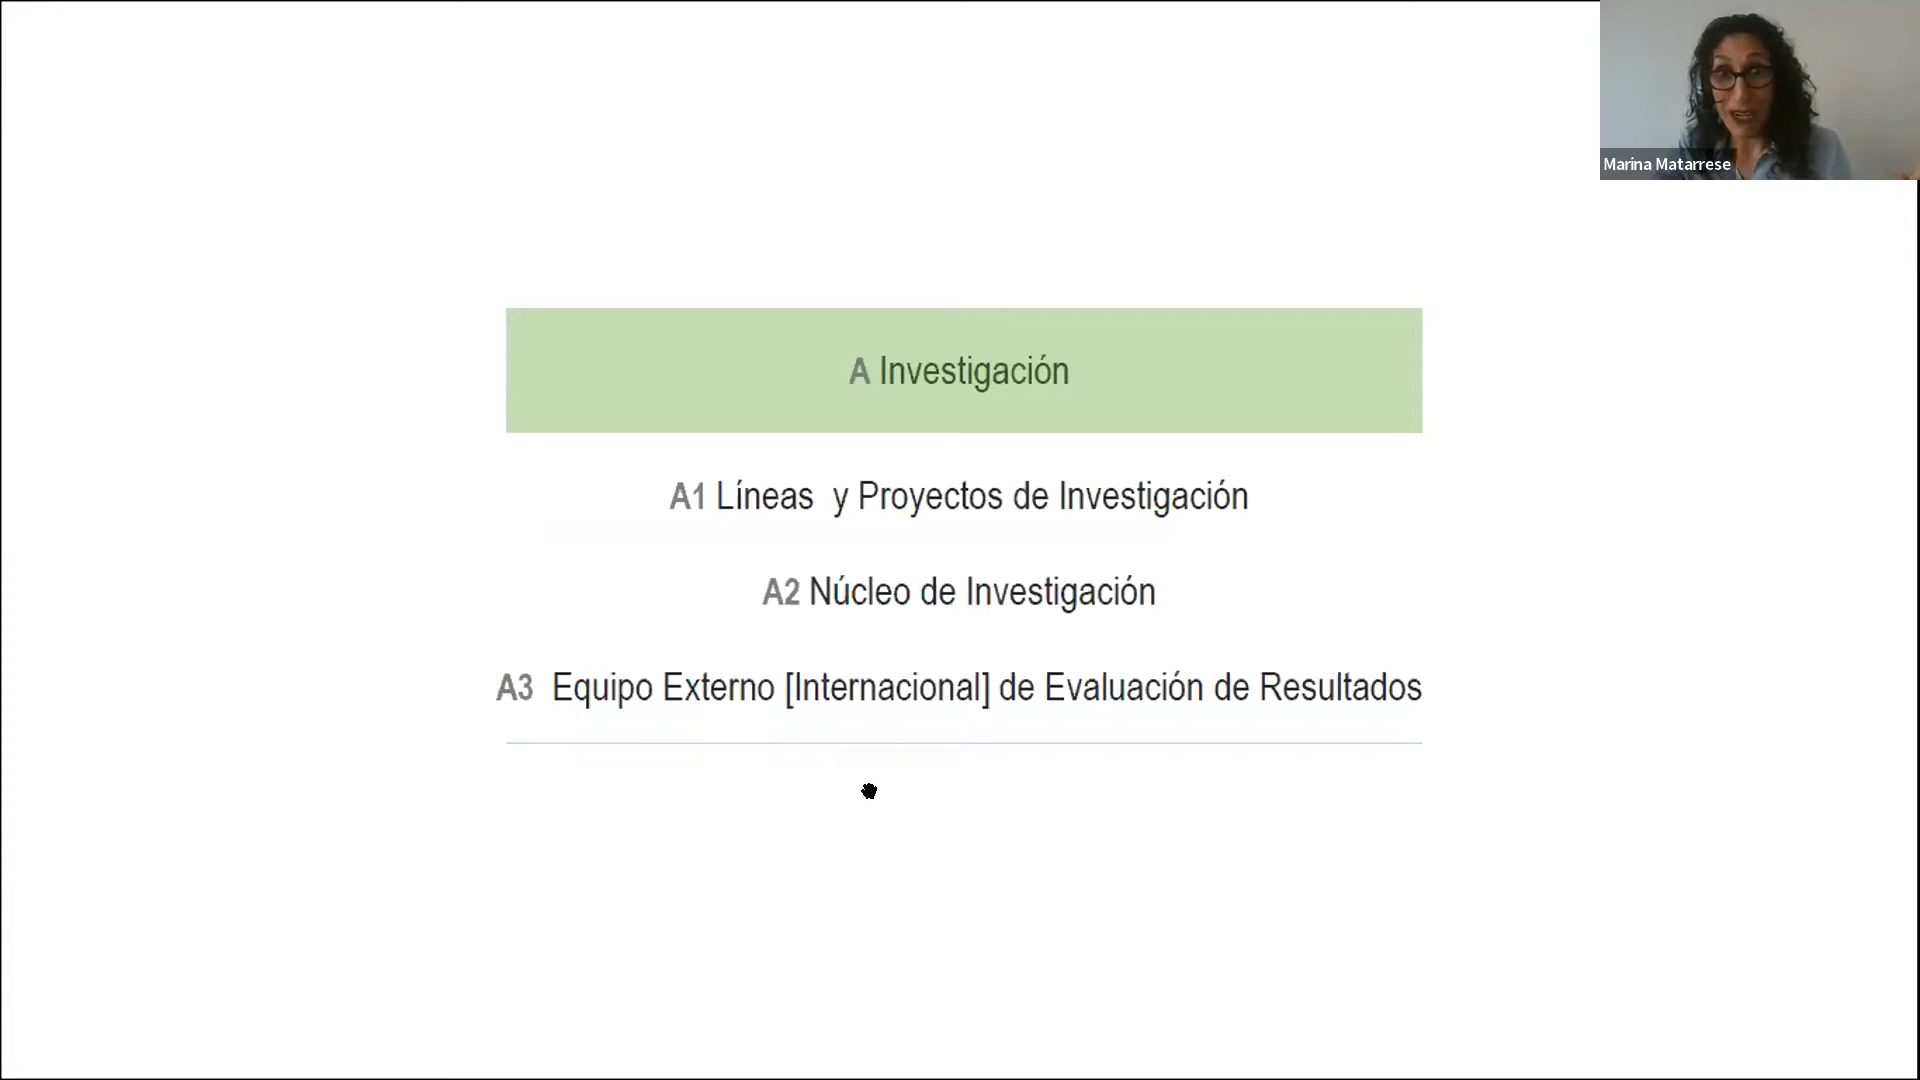 Marina Matarrese
A Investigación
A1 Líneas y Proyectos de Investigación
A2 Núcleo de Investigación
A3 Equipo Externo [Internacional] de Evaluación de Resultados